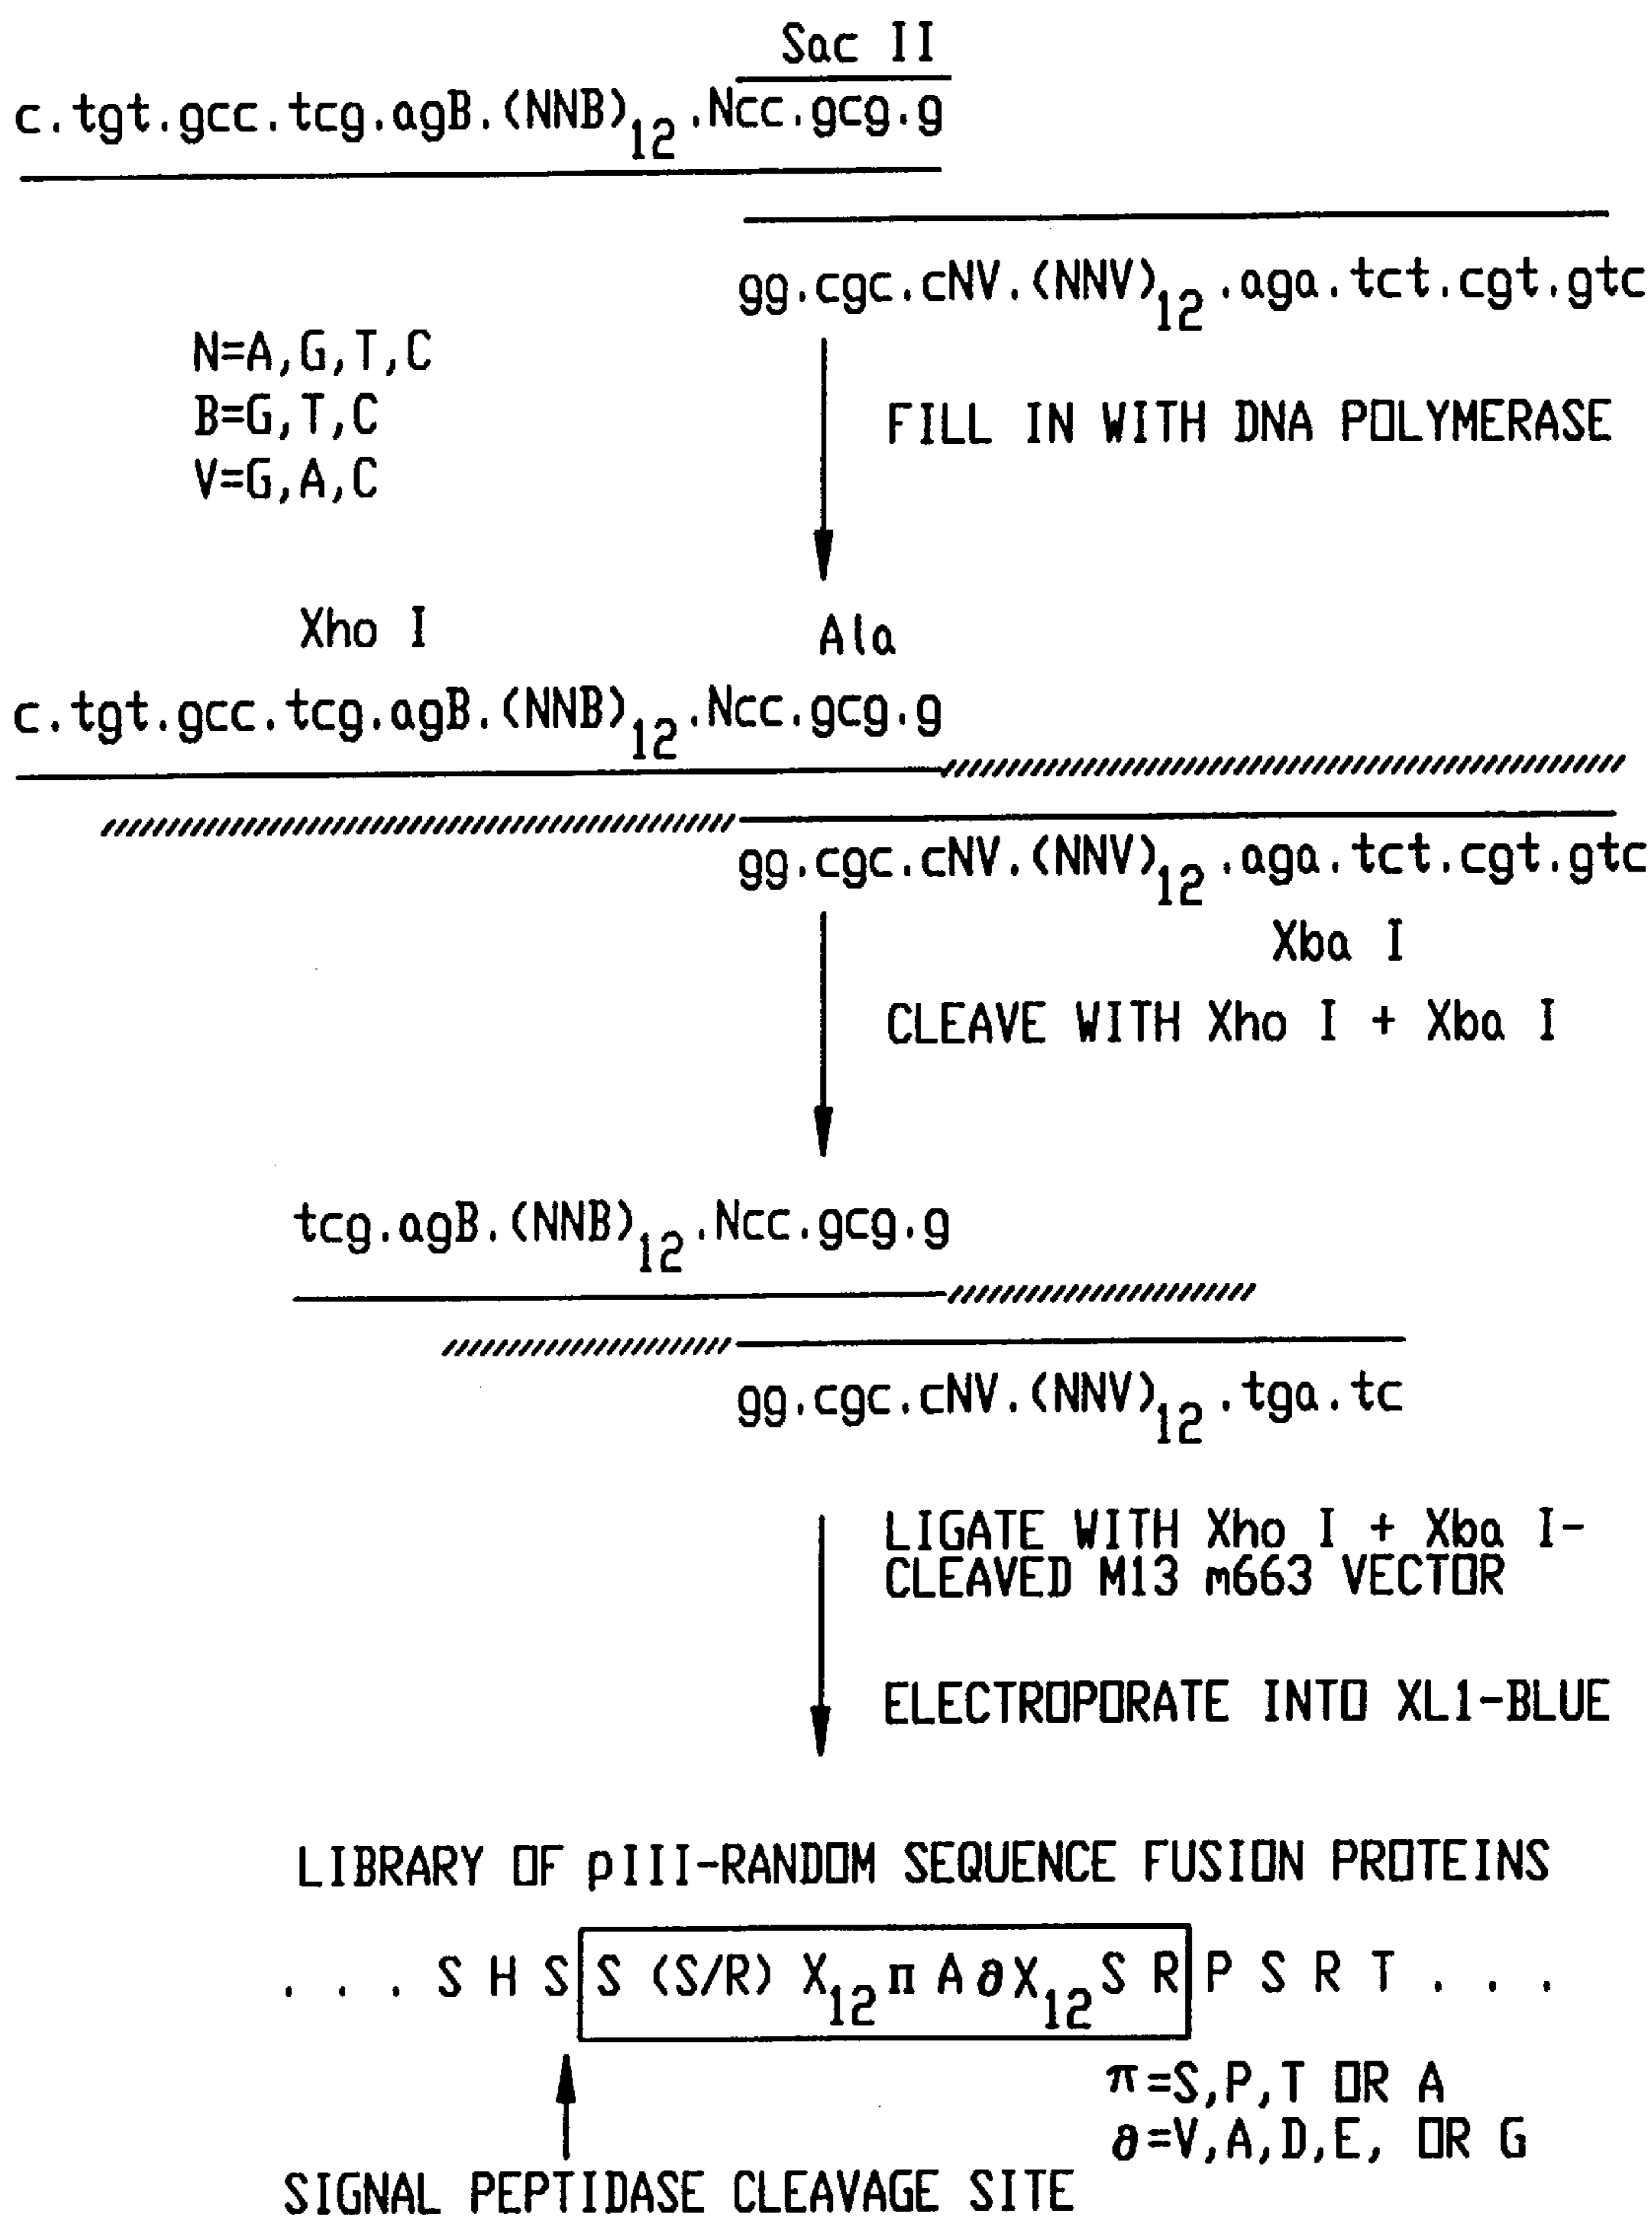 Sac II
c.tgt.gcc.tcg.agB.(NNB)12.Ncc.gcg.g
gg.cgc.cNV.(NNV)12.aga.tct.cgt.gtc
N=A,G,T,C
B=G,T,C
V=G,A,C
FILL IN WITH DNA POLYMERASE
Xho I
Ala
c.tgt.gcc.tcg.agB.(NNB)12.Ncc.gcg.g
gg.cgc.cNV.(NNV)12.aga.tct.cgt.gtc
Xba I
CLEAVE WITH Xho I + Xba I
tcg.agB.(NNB)12.Ncc.gcg.g
gg.cgc.cNV.(NNV)12.tga.tc
LIGATE WITH Xho I + Xba I-
CLEAVED M13 m663 VECTOR
ELECTROPORATE INTO XL1-BLUE
LIBRARY OF pIII-RANDOM SEQUENCE FUSION PROTEINS
. . . S H S S (S/R) X12 π A ∂ X12 S R P S R T . . .
π=S,P,T OR A
∂=V,A,D,E, OR G
SIGNAL PEPTIDASE CLEAVAGE SITE